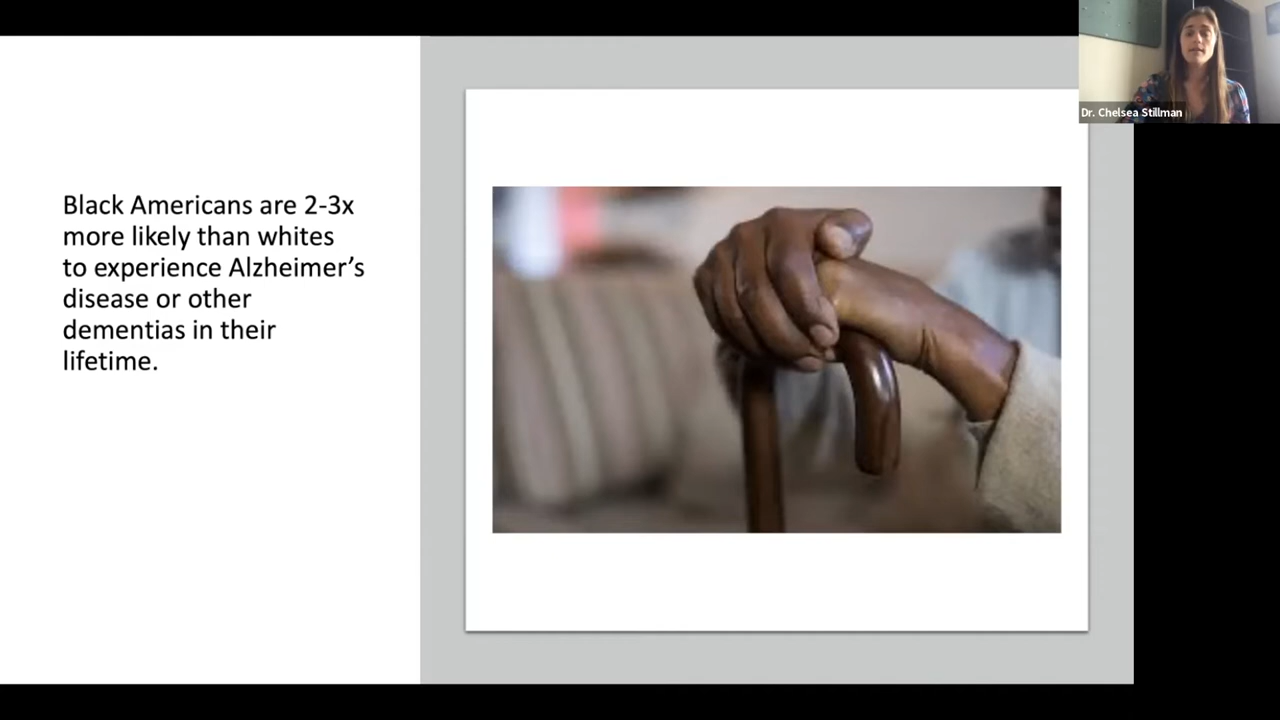 Black Americans are 2-3x
more likely than whites
to experience Alzheimer’s
disease or other
dementias in their
lifetime.
Dr. Chelsea Stillman